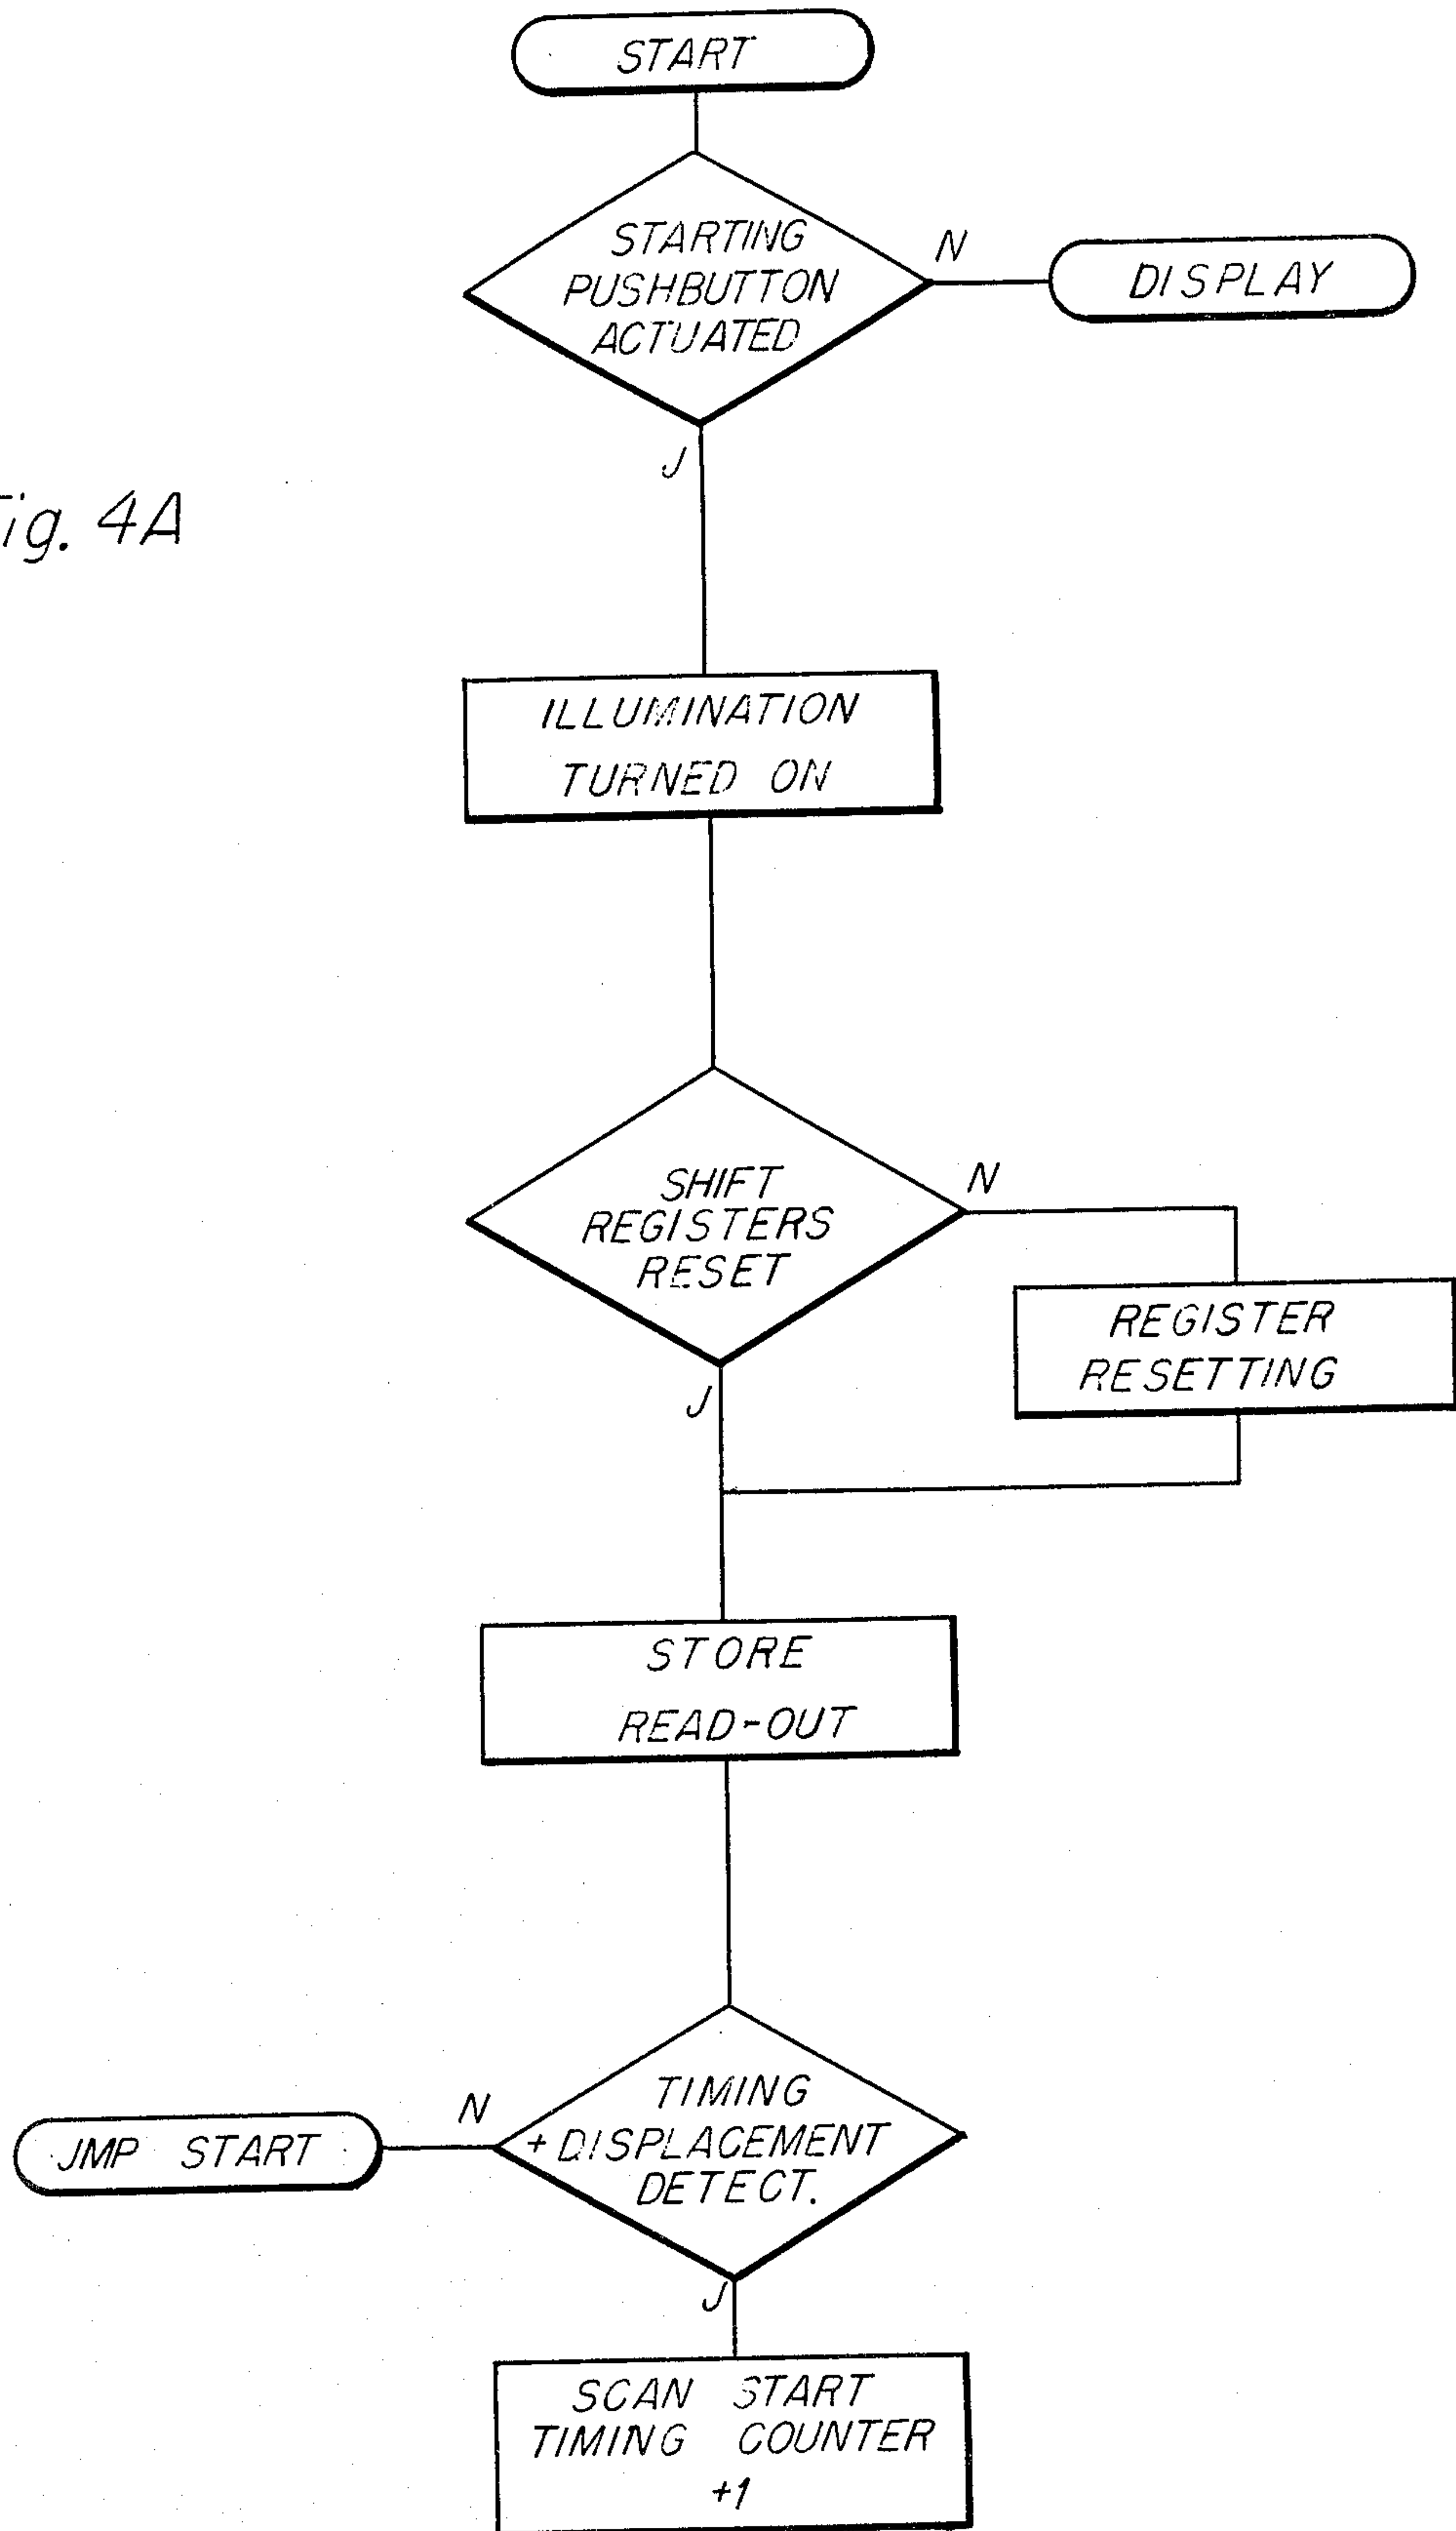 START
STARTING
PUSHBUTTON
ACTUATED
N
DISPLAY
J
Fig. 4A
ILLUMINATION
TURNED ON
SHIFT
REGISTERS
RESET
N
REGISTER
RESETTING
J
STORE
READ-OUT
TIMING
+ DISPLACEMENT
DETECT.
N
JMP START
J
SCAN START
TIMING COUNTER
+1